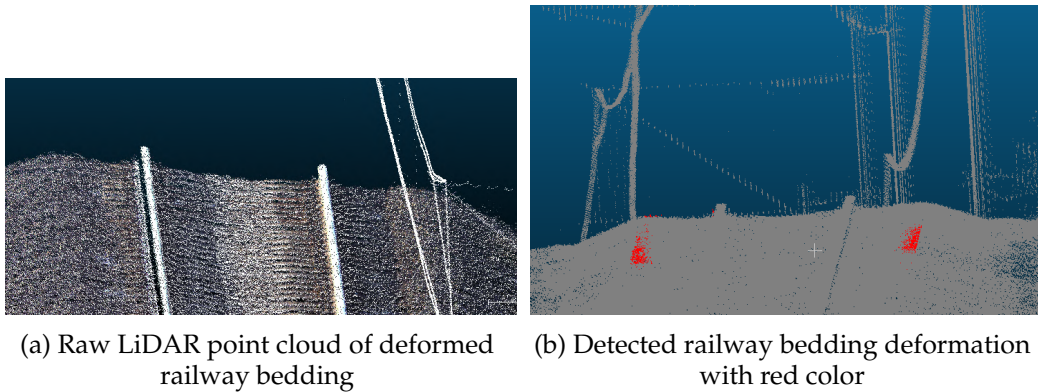 (a) Raw LiDAR point cloud of deformed
railway bedding
(b) Detected railway bedding deformation
with red color